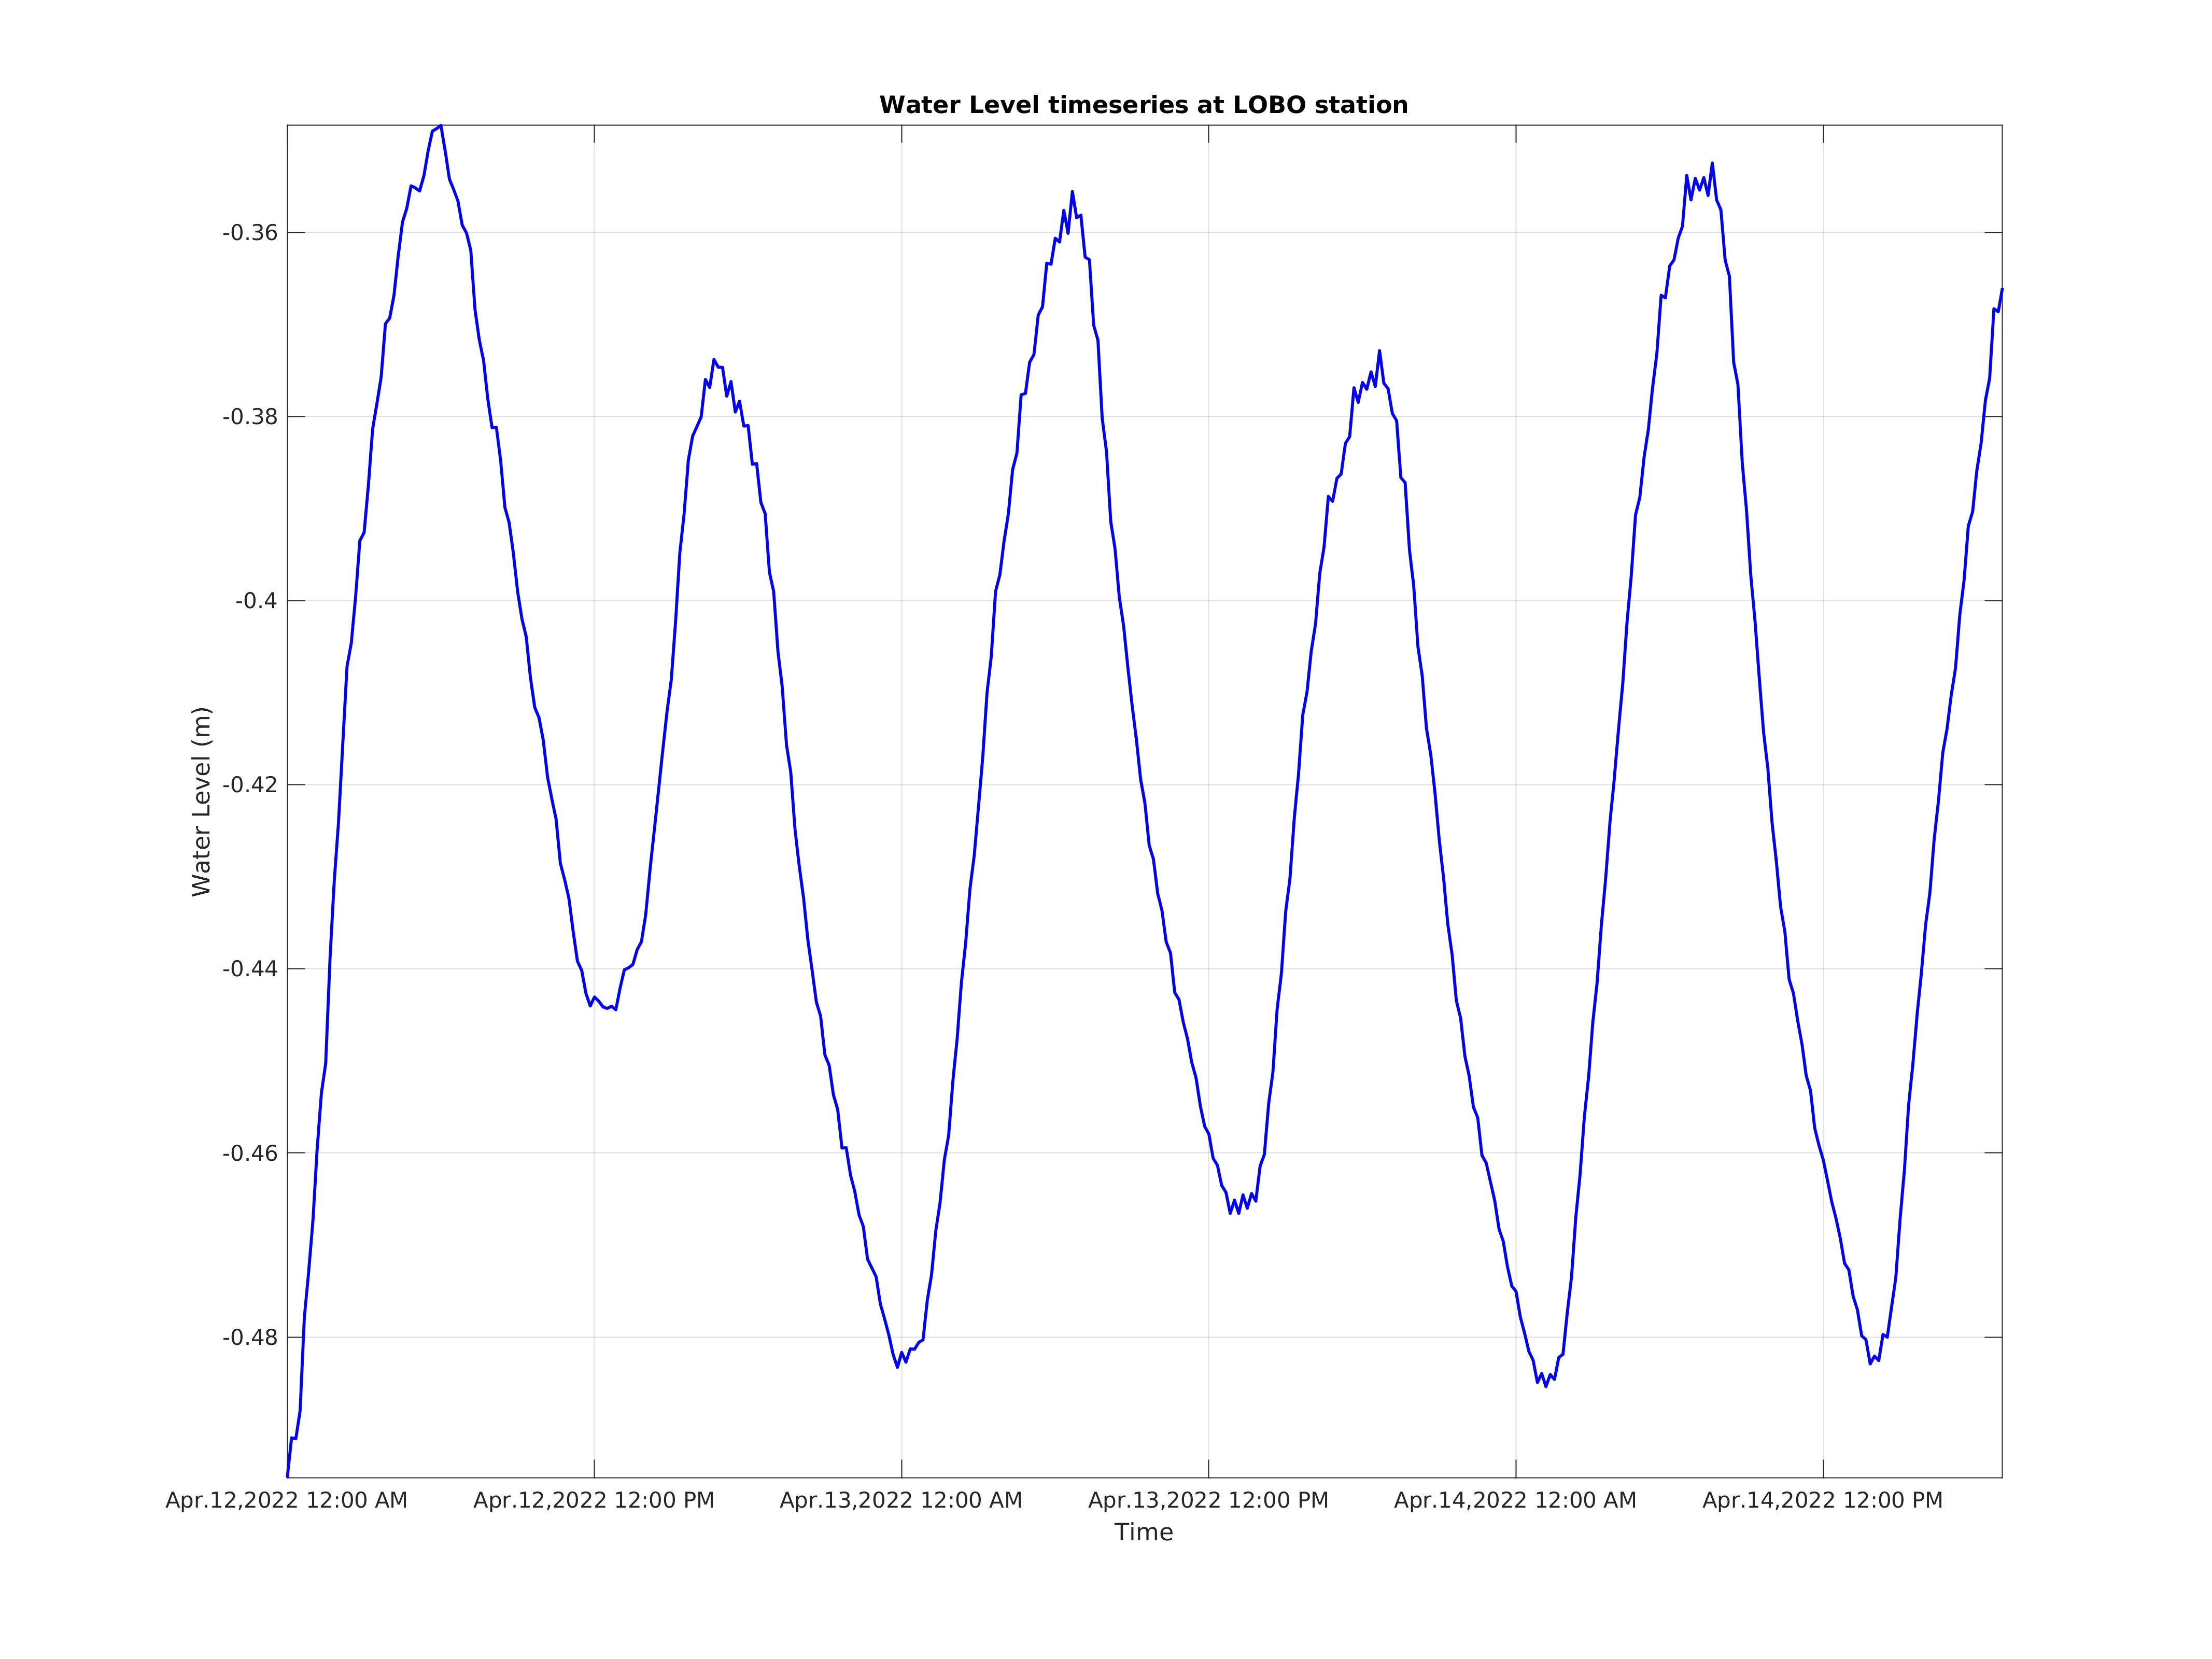 Water Level timeseries at LOBO station
-0.36
-0.38
-0.4
-0.42
-0.44
-0.46
-0.48
Water Level (m)
Apr.12,2022 12:00 AM
Apr.12,2022 12:00 PM
Apr.13,2022 12:00 AM
Apr.13,2022 12:00 PM
Apr.14,2022 12:00 AM
Apr.14,2022 12:00 PM
Time